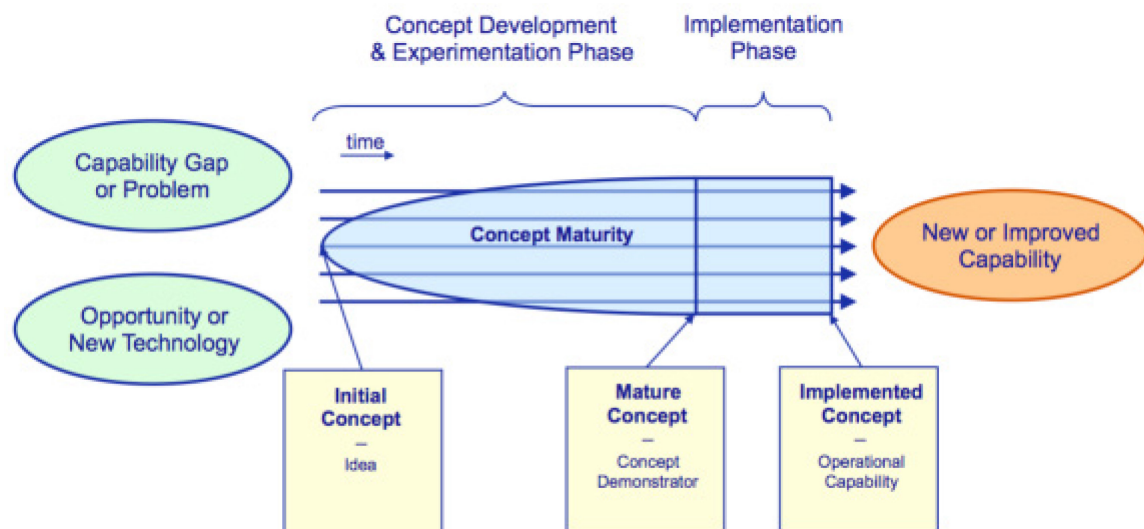 Concept Development
& Experimentation Phase
Implementation
Phase
time
Capability Gap
or Problem
Concept Maturity
New or Improved
Capability
Opportunity or
New Technology
Initial
Concept
–
Idea
Mature
Concept
–
Concept
Demonstrator
Implemented
Concept
–
Operational
Capability